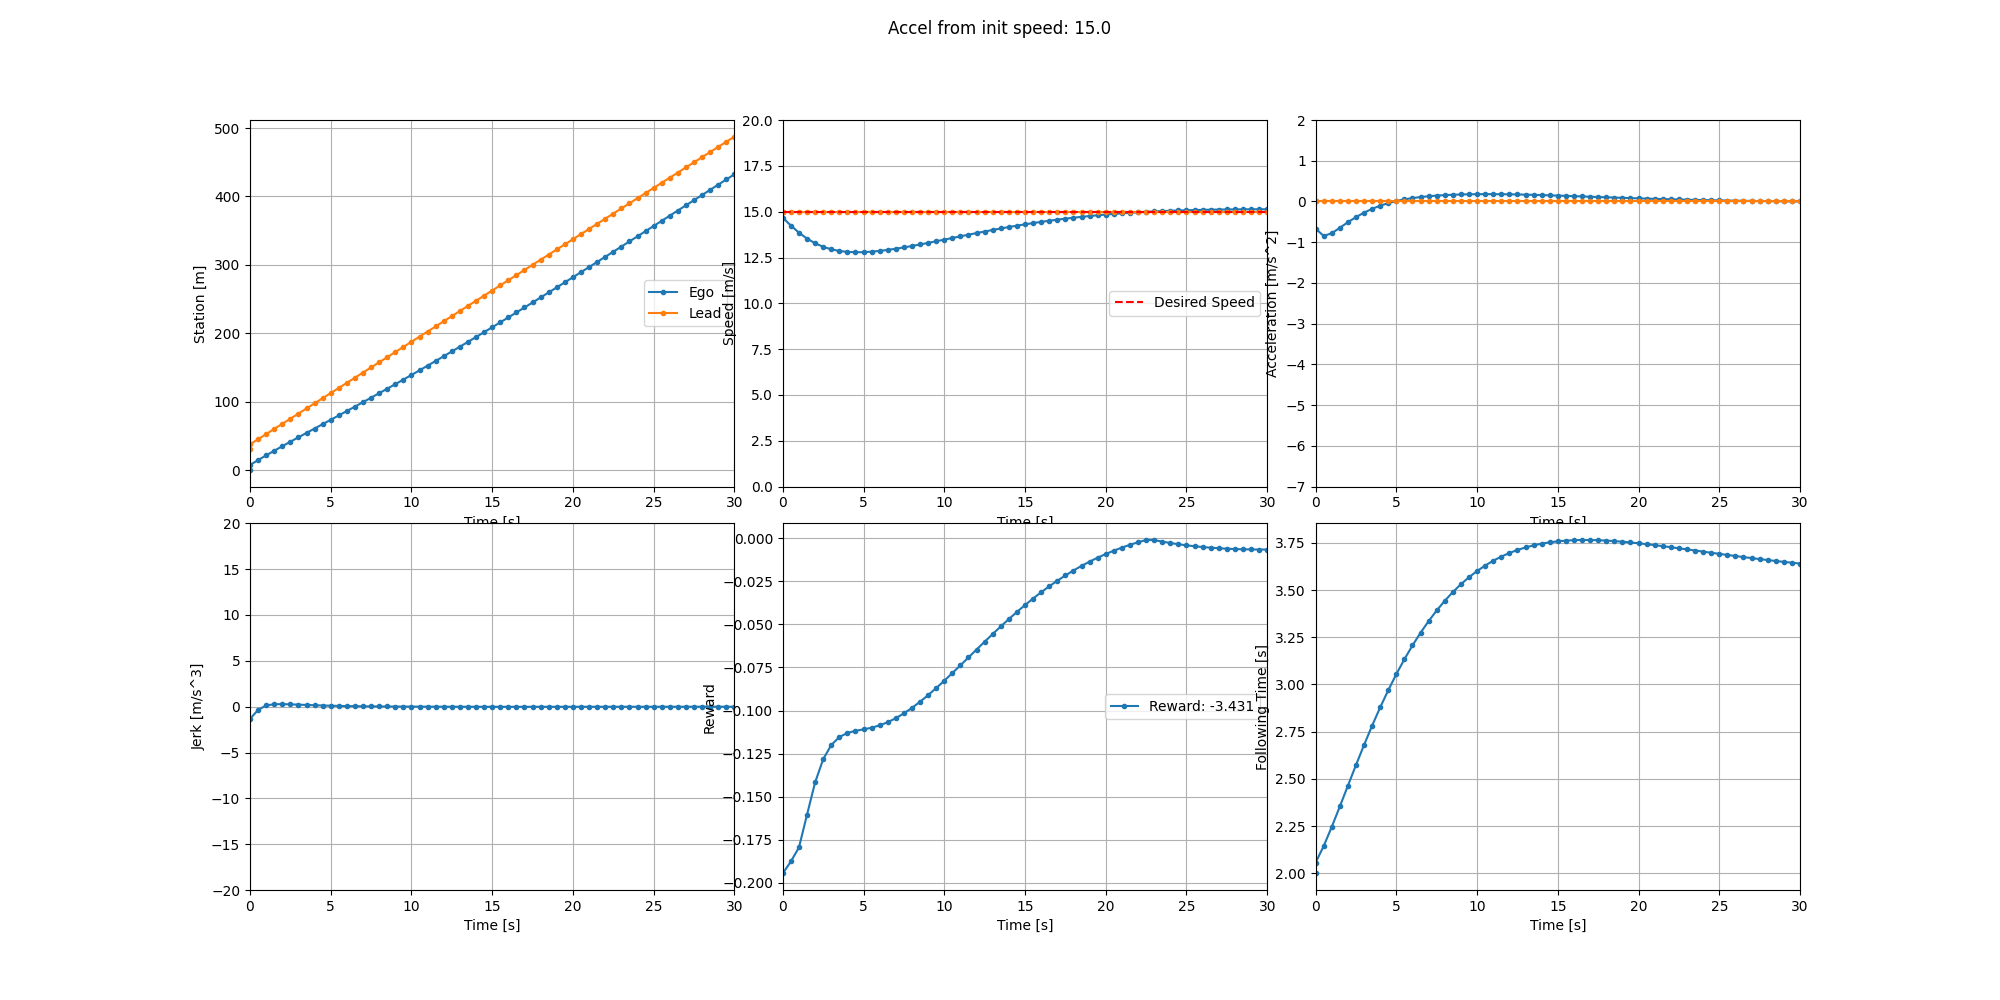 Accel from init speed: 15.0
Station [m]
500
400
300
200
100
0
0 5 10 15 20 25 30
Time [s]
Ego
Lead
Speed [m/s]
20.0
17.5
15.0
12.5
10.0
7.5
5.0
2.5
0.0
0 5 10 15 20 25 30
Time [s]
Desired Speed
Acceleration [m/s^2]
2
1
0
−1
−2
−3
−4
−5
−6
−7
0 5 10 15 20 25 30
Time [s]
Jerk [m/s^3]
20
15
10
5
0
−5
−10
−15
−20
0 5 10 15 20 25 30
Time [s]
Reward
0.000
−0.025
−0.050
−0.075
−0.100
−0.125
−0.150
−0.175
−0.200
0 5 10 15 20 25 30
Time [s]
Reward: -3.431
Following Time [s]
3.75
3.50
3.25
3.00
2.75
2.50
2.25
2.00
0 5 10 15 20 25 30
Time [s]